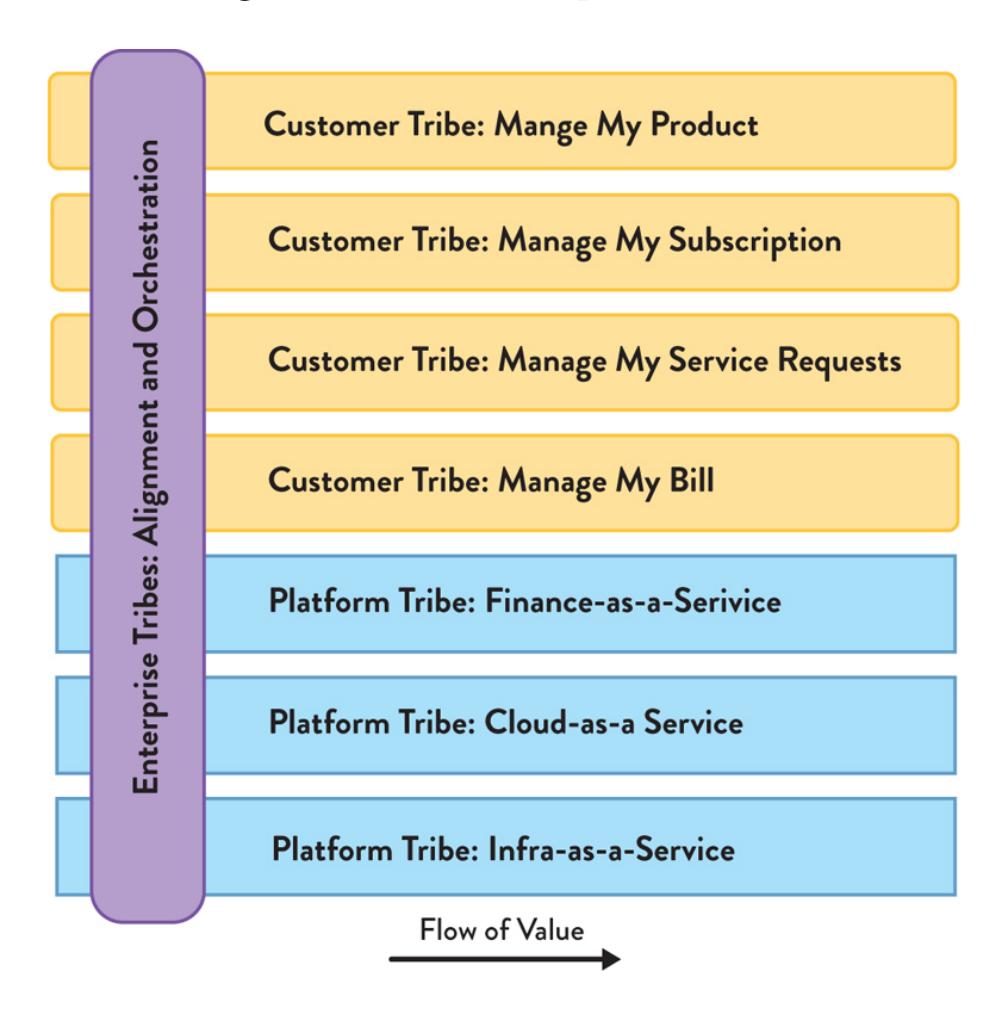 Customer Tribe: Mange My Product
Customer Tribe: Manage My Subscription
Customer Tribe: Manage My Service Requests
Customer Tribe: Manage My Bill
Platform Tribe: Finance-as-a-Serivice
Platform Tribe: Cloud-as-a Service
Platform Tribe: Infra-as-a-Service
Enterprise Tribes: Alignment and Orchestration
Flow of Value